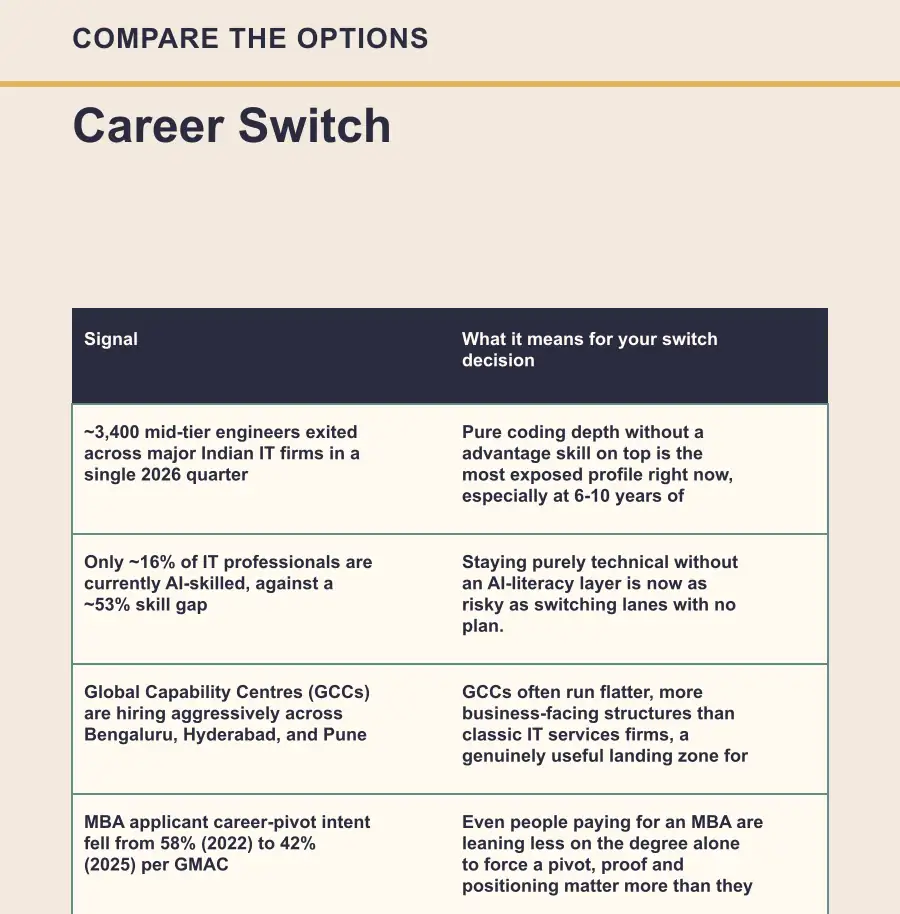 COMPARE THE OPTIONS
Career Switch
Signal
What it means for your switch
decision
~3,400 mid-tier engineers exited
across major Indian IT firms in a
single 2026 quarter
Pure coding depth without a
advantage skill on top is the
most exposed profile right now,
especially at 6-10 years of
Only ~16% of IT professionals are
currently AI-skilled, against a
~53% skill gap
Staying purely technical without
an AI-literacy layer is now as
risky as switching lanes with no
plan.
Global Capability Centres (GCCs)
are hiring aggressively across
Bengaluru, Hyderabad, and Pune
GCCs often run flatter, more
business-facing structures than
classic IT services firms, a
genuinely useful landing zone for
MBA applicant career-pivot intent
fell from 58% (2022) to 42%
(2025) per GMAC
Even people paying for an MBA are
leaning less on the degree alone
to force a pivot, proof and
positioning matter more than they